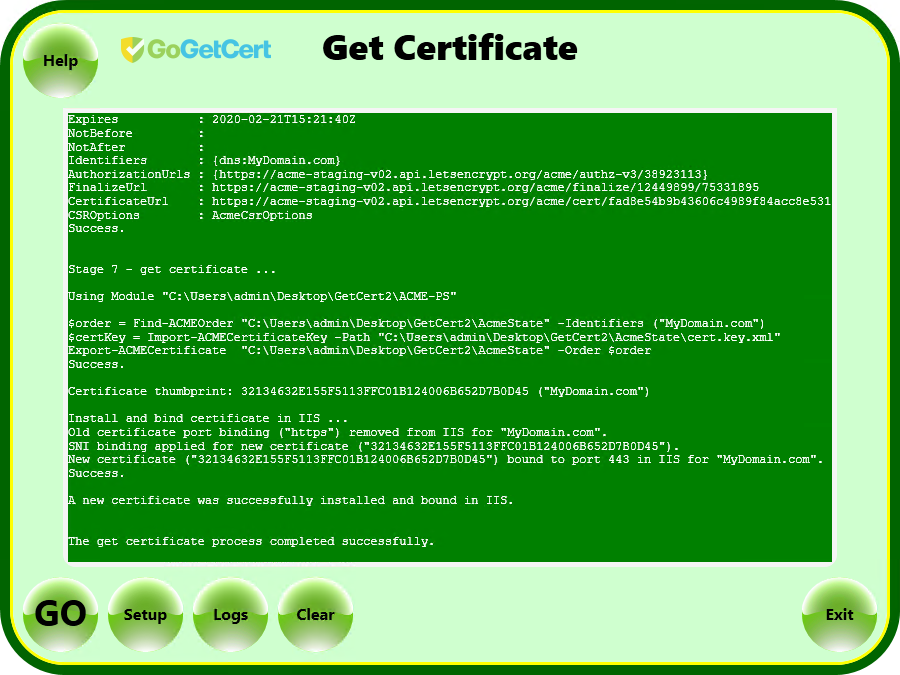 Help
GoGetCert
Get Certificate
Expires : 2020-02-21T15:21:40Z
NotBefore :
NotAfter :
Identifiers : {dns:MyDomain.com}
AuthorizationUrls : {https://acme-staging-v02.api.letsencrypt.org/acme/authz-v3/38923113}
FinalizeUrl : https://acme-staging-v02.api.letsencrypt.org/acme/finalize/12449899/75331895
CertificateUrl : https://acme-staging-v02.api.letsencrypt.org/acme/cert/fad8e54b9b43606c4989f84acc8e531
CSROptions : AcmeCsrOptions
Success.
Stage 7 - get certificate ...
Using Module "C:\Users\admin\Desktop\GetCert2\ACME-PS"
$order = Find-ACMEOrder "C:\Users\admin\Desktop\GetCert2\AcmeState" -Identifiers ("MyDomain.com")
$certKey = Import-ACMECertificateKey -Path "C:\Users\admin\Desktop\GetCert2\AcmeState\cert.key.xml"
Export-ACMECertificate "C:\Users\admin\Desktop\GetCert2\AcmeState" -Order $order
Success.
Certificate thumbprint: 32134632E155F5113FFC01B124006B652D7B0D45 ("MyDomain.com")
Install and bind certificate in IIS ...
Old certificate port binding ("https") removed from IIS for "MyDomain.com".
SNI binding applied for new certificate ("32134632E155F5113FFC01B124006B652D7B0D45").
New certificate ("32134632E155F5113FFC01B124006B652D7B0D45") bound to port 443 in IIS for "MyDomain.com".
Success.
A new certificate was successfully installed and bound in IIS.
The get certificate process completed successfully.
GO
Setup
Logs
Clear
Exit